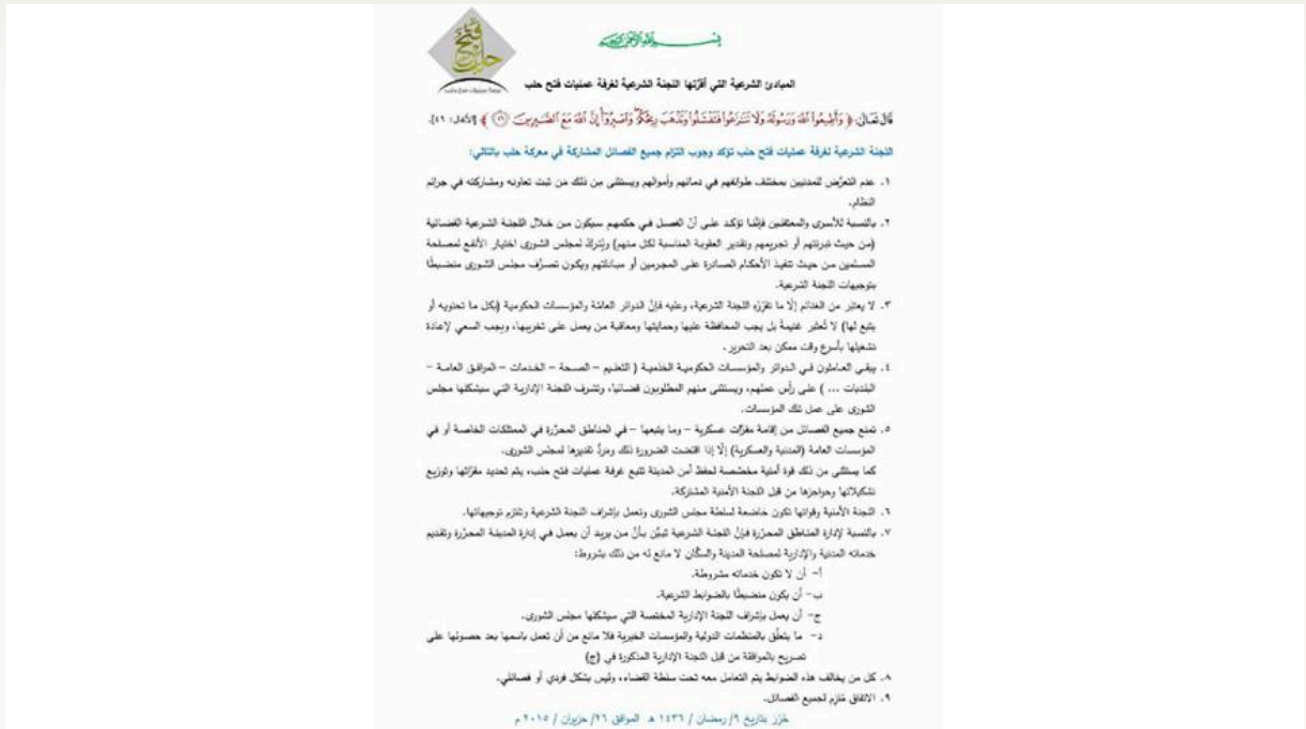 فتح حلب
غرفة عمليات فتح حلب
بسم الله الرحمن الرحيم
المبادئ الشرعية التي أقرّتها اللجنة الشرعية لغرفة عمليات فتح حلب
قال تعالى: ﴿ وَأَطِيعُوا اللَّهَ وَرَسُولَهُ وَلَا تَنَازَعُوا فَتَفْشَلُوا وَتَذْهَبَ رِيحُكُمْ وَاصْبِرُوا إِنَّ اللَّهَ مَعَ الصَّابِرِينَ ﴾ [الأنفال: ٤٦].
اللجنة الشرعية لغرفة عمليات فتح حلب تؤكد وجوب التزام جميع الفصائل المشاركة في معركة حلب بالتالي:
١. عدم التعرّض للمدنيين بمختلف طوائفهم في دمائهم وأموالهم ويستثنى من ذلك من ثبت تعاونه ومشاركته في جرائم
النظام.
٢. بالنسبة للأسرى والمعتقلين فإنّنا نؤكد على أنّ الفصل في حكمهم سيكون من خلال اللجنة الشرعية القضائية
(من حيث تبرئتهم أو تجريمهم وتقدير العقوبة المناسبة لكل منهم) ويُترك لمجلس الشورى اختيار الأنفع لمصلحة
المسلمين من حيث تنفيذ الأحكام الصادرة على المجرمين أو مبادلتهم ويكون تصرّف مجلس الشورى منضبطًا
بتوجيهات اللجنة الشرعية.
٣. لا يعتبر من الغنائم إلّا ما تقرّره اللجنة الشرعية، وعليه فإنّ الدوائر العامّة والمؤسسات الحكومية (بكل ما تحتويه أو
يتبع لها) لا تُعتبر غنيمة بل يجب المحافظة عليها وحمايتها ومعاقبة من يعمل على تخريبها، ويجب السعي لإعادة
تشغيلها بأسرع وقت ممكن بعد التحرير.
٤. يبقى العاملون في الدوائر والمؤسسات الحكومية الخدمية ( التعليم – الصحة – الخدمات – المرافق العامة –
البلديات ... ) على رأس عملهم، ويستثنى منهم المطلوبون قضائيا، وتشرف اللجنة الإدارية التي سيشكلها مجلس
الشورى على عمل تلك المؤسسات.
٥. تمنع جميع الفصائل من إقامة مقرّات عسكرية – وما يتبعها – في المناطق المحرّرة في الممتلكات الخاصة أو في
المؤسسات العامة (المدنية والعسكرية) إلّا إذا اقتضت الضرورة ذلك ومردُّ تقديرها لمجلس الشورى.
كما يستثنى من ذلك قوة أمنية مخصّصة لحفظ أمن المدينة تتبع غرفة عمليات فتح حلب، يتم تحديد مقرّاتها وتوزيع
تشكيلاتها وحواجزها من قبل اللجنة الأمنية المشتركة.
٦. اللجنة الأمنية وقواتها تكون خاضعة لسلطة مجلس الشورى وتعمل بإشراف اللجنة الشرعية وتلتزم توجيهاتها.
٧. بالنسبة لإدارة المناطق المحرّرة فإنّ اللجنة الشرعية تبيّن بأنّ من يريد أن يعمل في إدارة المدينة المحرّرة وتقديم
خدماته المدنية والإدارية لمصلحة المدينة والسكّان لا مانع له من ذلك بشروط:
أ- أن لا تكون خدماته مشروطة.
ب- أن يكون منضبطًا بالضوابط الشرعية.
ج- أن يعمل بإشراف اللجنة الإدارية المختصة التي سيشكلها مجلس الشورى.
د- ما يتعلّق بالمنظمات الدولية والمؤسسات الخيرية فلا مانع من أن تعمل باسمها بعد حصولها على
تصريح بالموافقة من قبل اللجنة الإدارية المذكورة في (ج)
٨. كل من يخالف هذه الضوابط يتم التعامل معه تحت سلطة القضاء، وليس بشكل فردي أو فصائلي.
٩. الاتفاق مُلزم لجميع الفصائل.
حُرّر بتاريخ ٩/ رمضان / ١٤٣٦ هـ الموافق ٢٦/ حزيران / ٢٠١٥ م